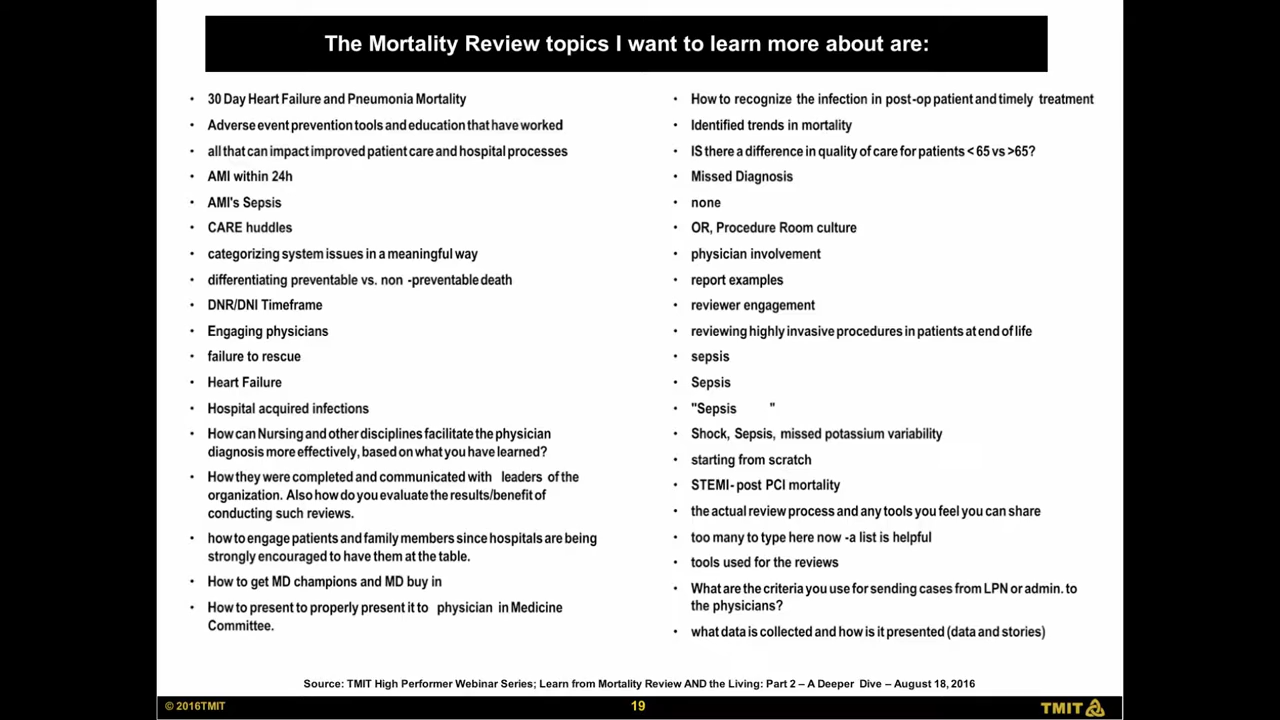 The Mortality Review topics I want to learn more about are:
• 30 Day Heart Failure and Pneumonia Mortality
• Adverse event prevention tools and education that have worked
• all that can impact improved patient care and hospital processes
• AMI within 24h
• AMI's Sepsis
• CARE huddles
• categorizing system issues in a meaningful way
• differentiating preventable vs. non -preventable death
• DNR/DNI Timeframe
• Engaging physicians
• failure to rescue
• Heart Failure
• Hospital acquired infections
• How can Nursing and other disciplines facilitate the physician
diagnosis more effectively, based on what you have learned?
• How they were completed and communicated with leaders of the
organization. Also how do you evaluate the results/benefit of
conducting such reviews.
• how to engage patients and family members since hospitals are being
strongly encouraged to have them at the table.
• How to get MD champions and MD buy in
• How to present to properly present it to physician in Medicine
Committee.
• How to recognize the infection in post-op patient and timely treatment
• Identified trends in mortality
• IS there a difference in quality of care for patients < 65 vs >65?
• Missed Diagnosis
• none
• OR, Procedure Room culture
• physician involvement
• report examples
• reviewer engagement
• reviewing highly invasive procedures in patients at end of life
• sepsis
• Sepsis
• "Sepsis "
• Shock, Sepsis, missed potassium variability
• starting from scratch
• STEMI- post PCI mortality
• the actual review process and any tools you feel you can share
• too many to type here now -a list is helpful
• tools used for the reviews
• What are the criteria you use for sending cases from LPN or admin. to
the physicians?
• what data is collected and how is it presented (data and stories)
Source: TMIT High Performer Webinar Series; Learn from Mortality Review AND the Living: Part 2 – A Deeper Dive – August 18, 2016
© 2016TMIT
19
TMIT